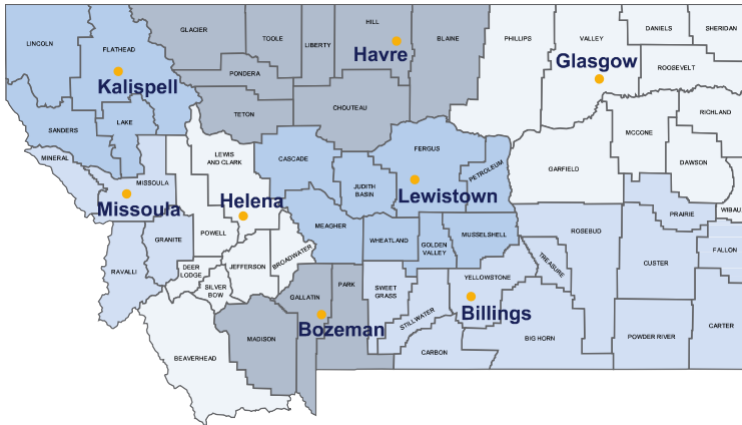 LINCOLN
FLATHEAD
GLACIER
TOOLE
LIBERTY
HILL
BLAINE
PHILLIPS
VALLEY
DANIELS
SHERIDAN
Havre
Glasgow
ROOSEVELT
PONDERA
Kalispell
CHOUTEAU
TETON
RICHLAND
SANDERS
LAKE
MCCONE
MINERAL
MISSOULA
LEWIS
AND CLARK
CASCADE
FERGUS
PETROLEUM
GARFIELD
DAWSON
JUDITH
BASIN
Lewistown
Helena
Missoula
WIBAU
PRAIRIE
POWELL
MEAGHER
BROADWATER
GRANITE
WHEATLAND
GOLDEN
VALLEY
MUSSELSHELL
ROSEBUD
FALLON
RAVALLI
DEER
LODGE
JEFFERSON
TREASURE
CUSTER
SILVER
BOW
GALLATIN
PARK
SWEET
GRASS
YELLOWSTONE
STILLWATER
Billings
Bozeman
CARTER
MADISON
BIG HORN
POWDER RIVER
BEAVERHEAD
CARBON